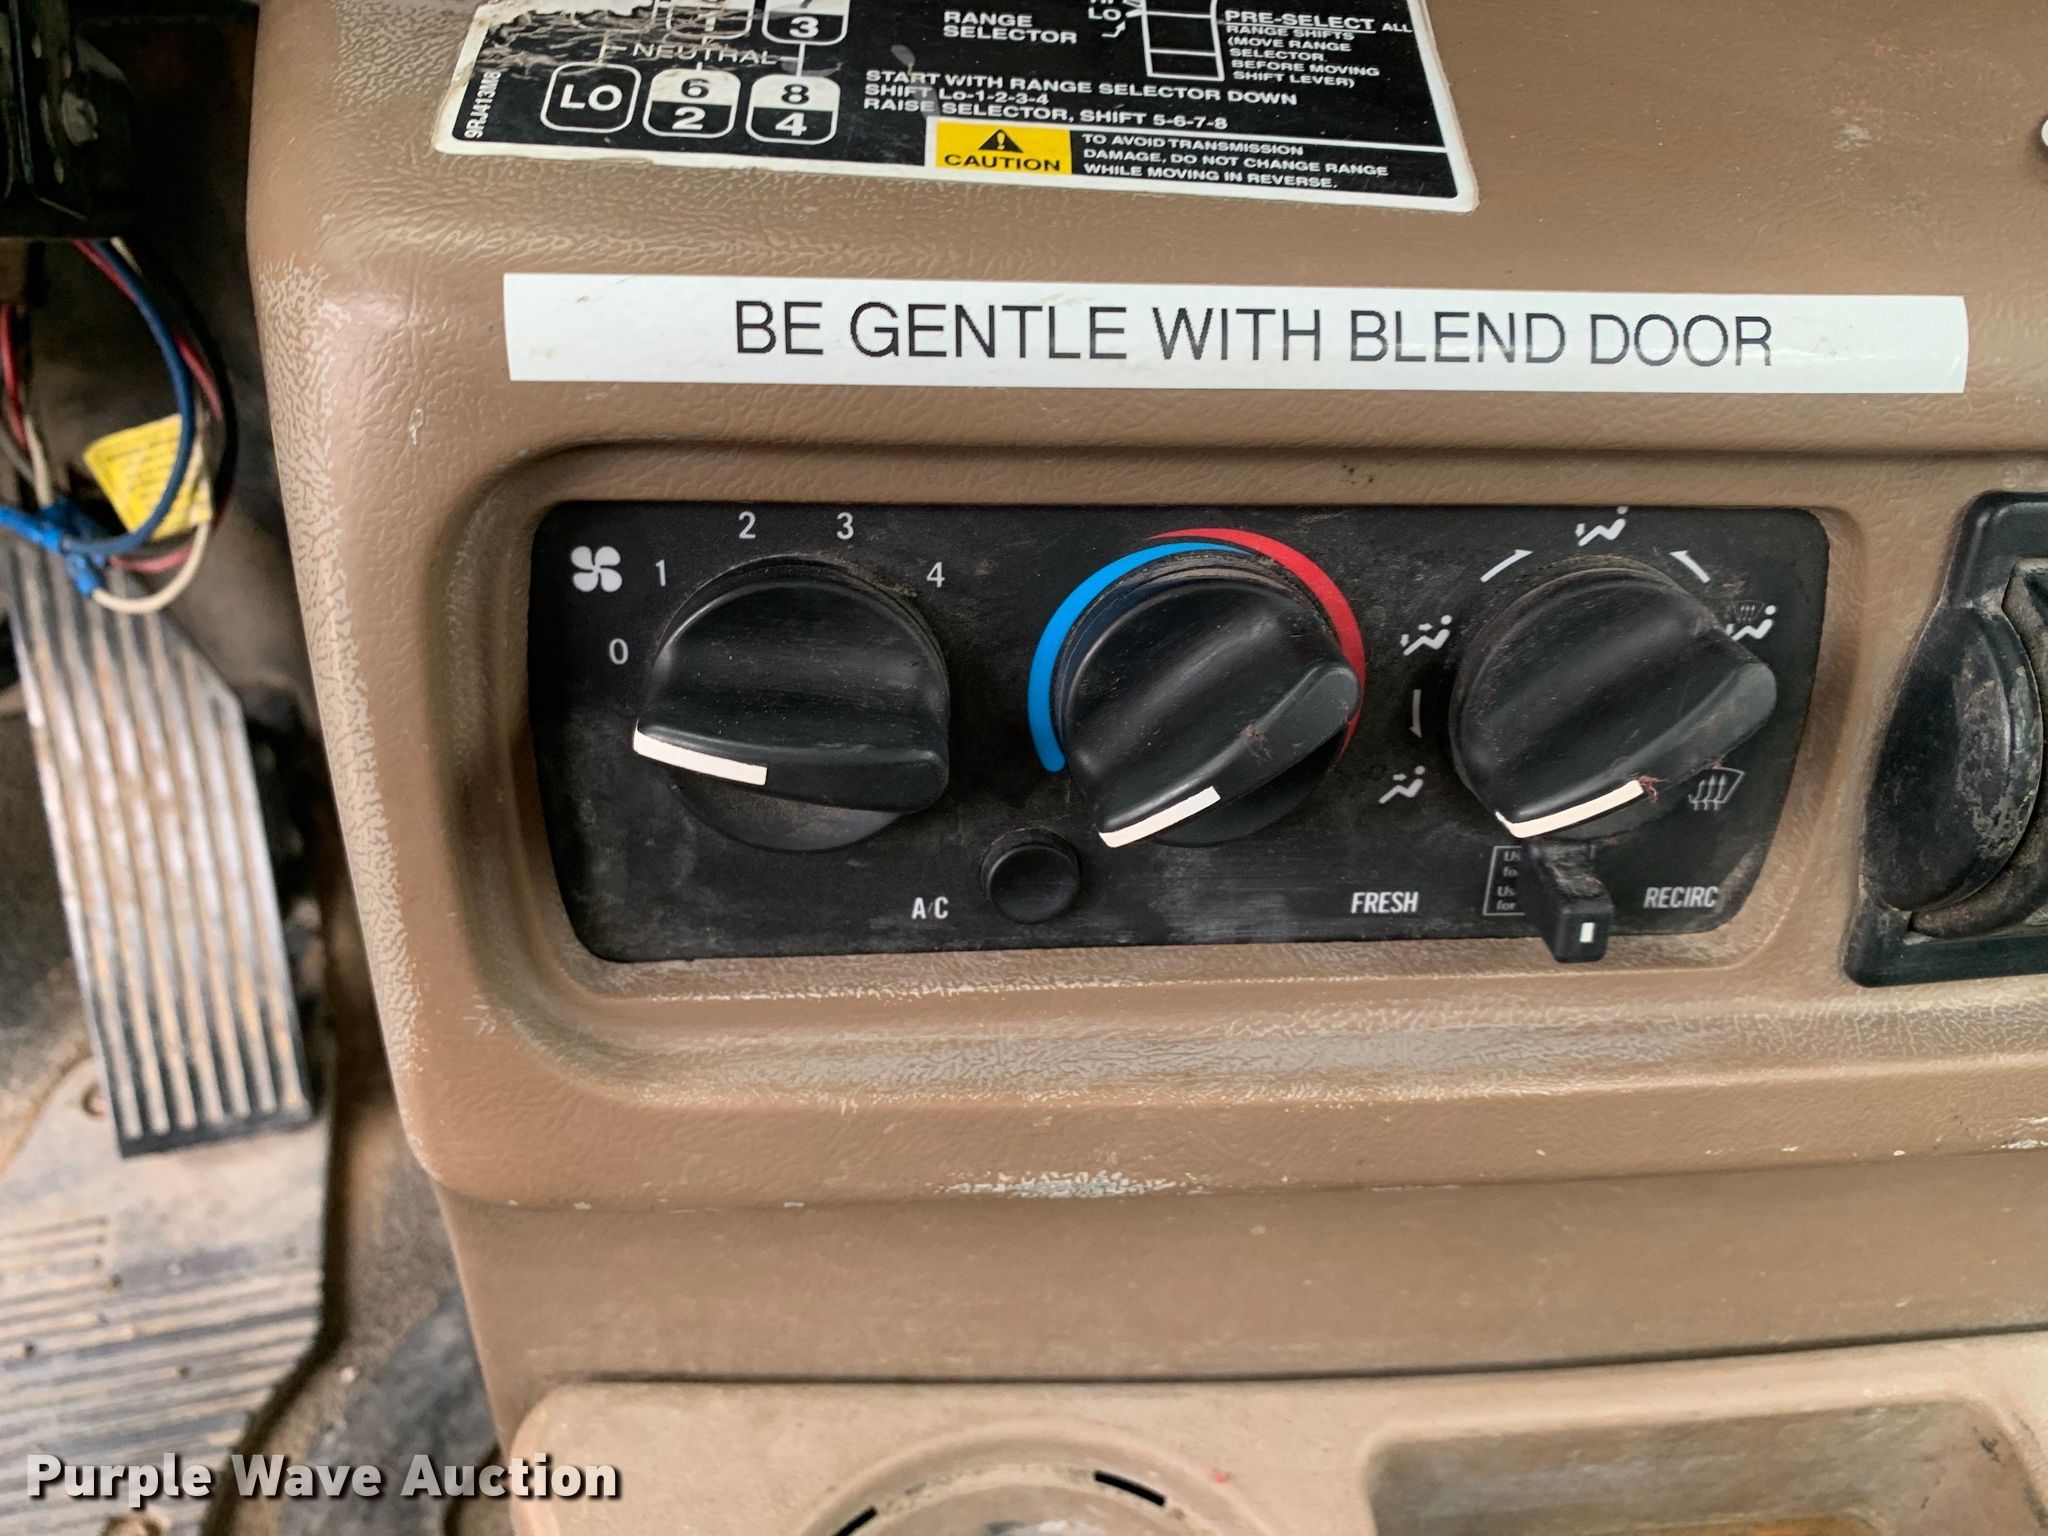 3
RANGE
SELECTOR
LO
PRE-SELECT ALL
RANGE SHIFTS
(MOVE RANGE
SELECTOR
BEFORE MOVING
SHIFT LEVER)
NEUTRAL
LO
6
2
8
4
9RJ413M6
START WITH RANGE SELECTOR DOWN
SHIFT Lo-1-2-3-4
RAISE SELECTOR, SHIFT 5-6-7-8
CAUTION
TO AVOID TRANSMISSION
DAMAGE, DO NOT CHANGE RANGE
WHILE MOVING IN REVERSE.
BE GENTLE WITH BLEND DOOR
0
1
2
3
4
A/C
FRESH
RECIRC
Purple Wave Auction